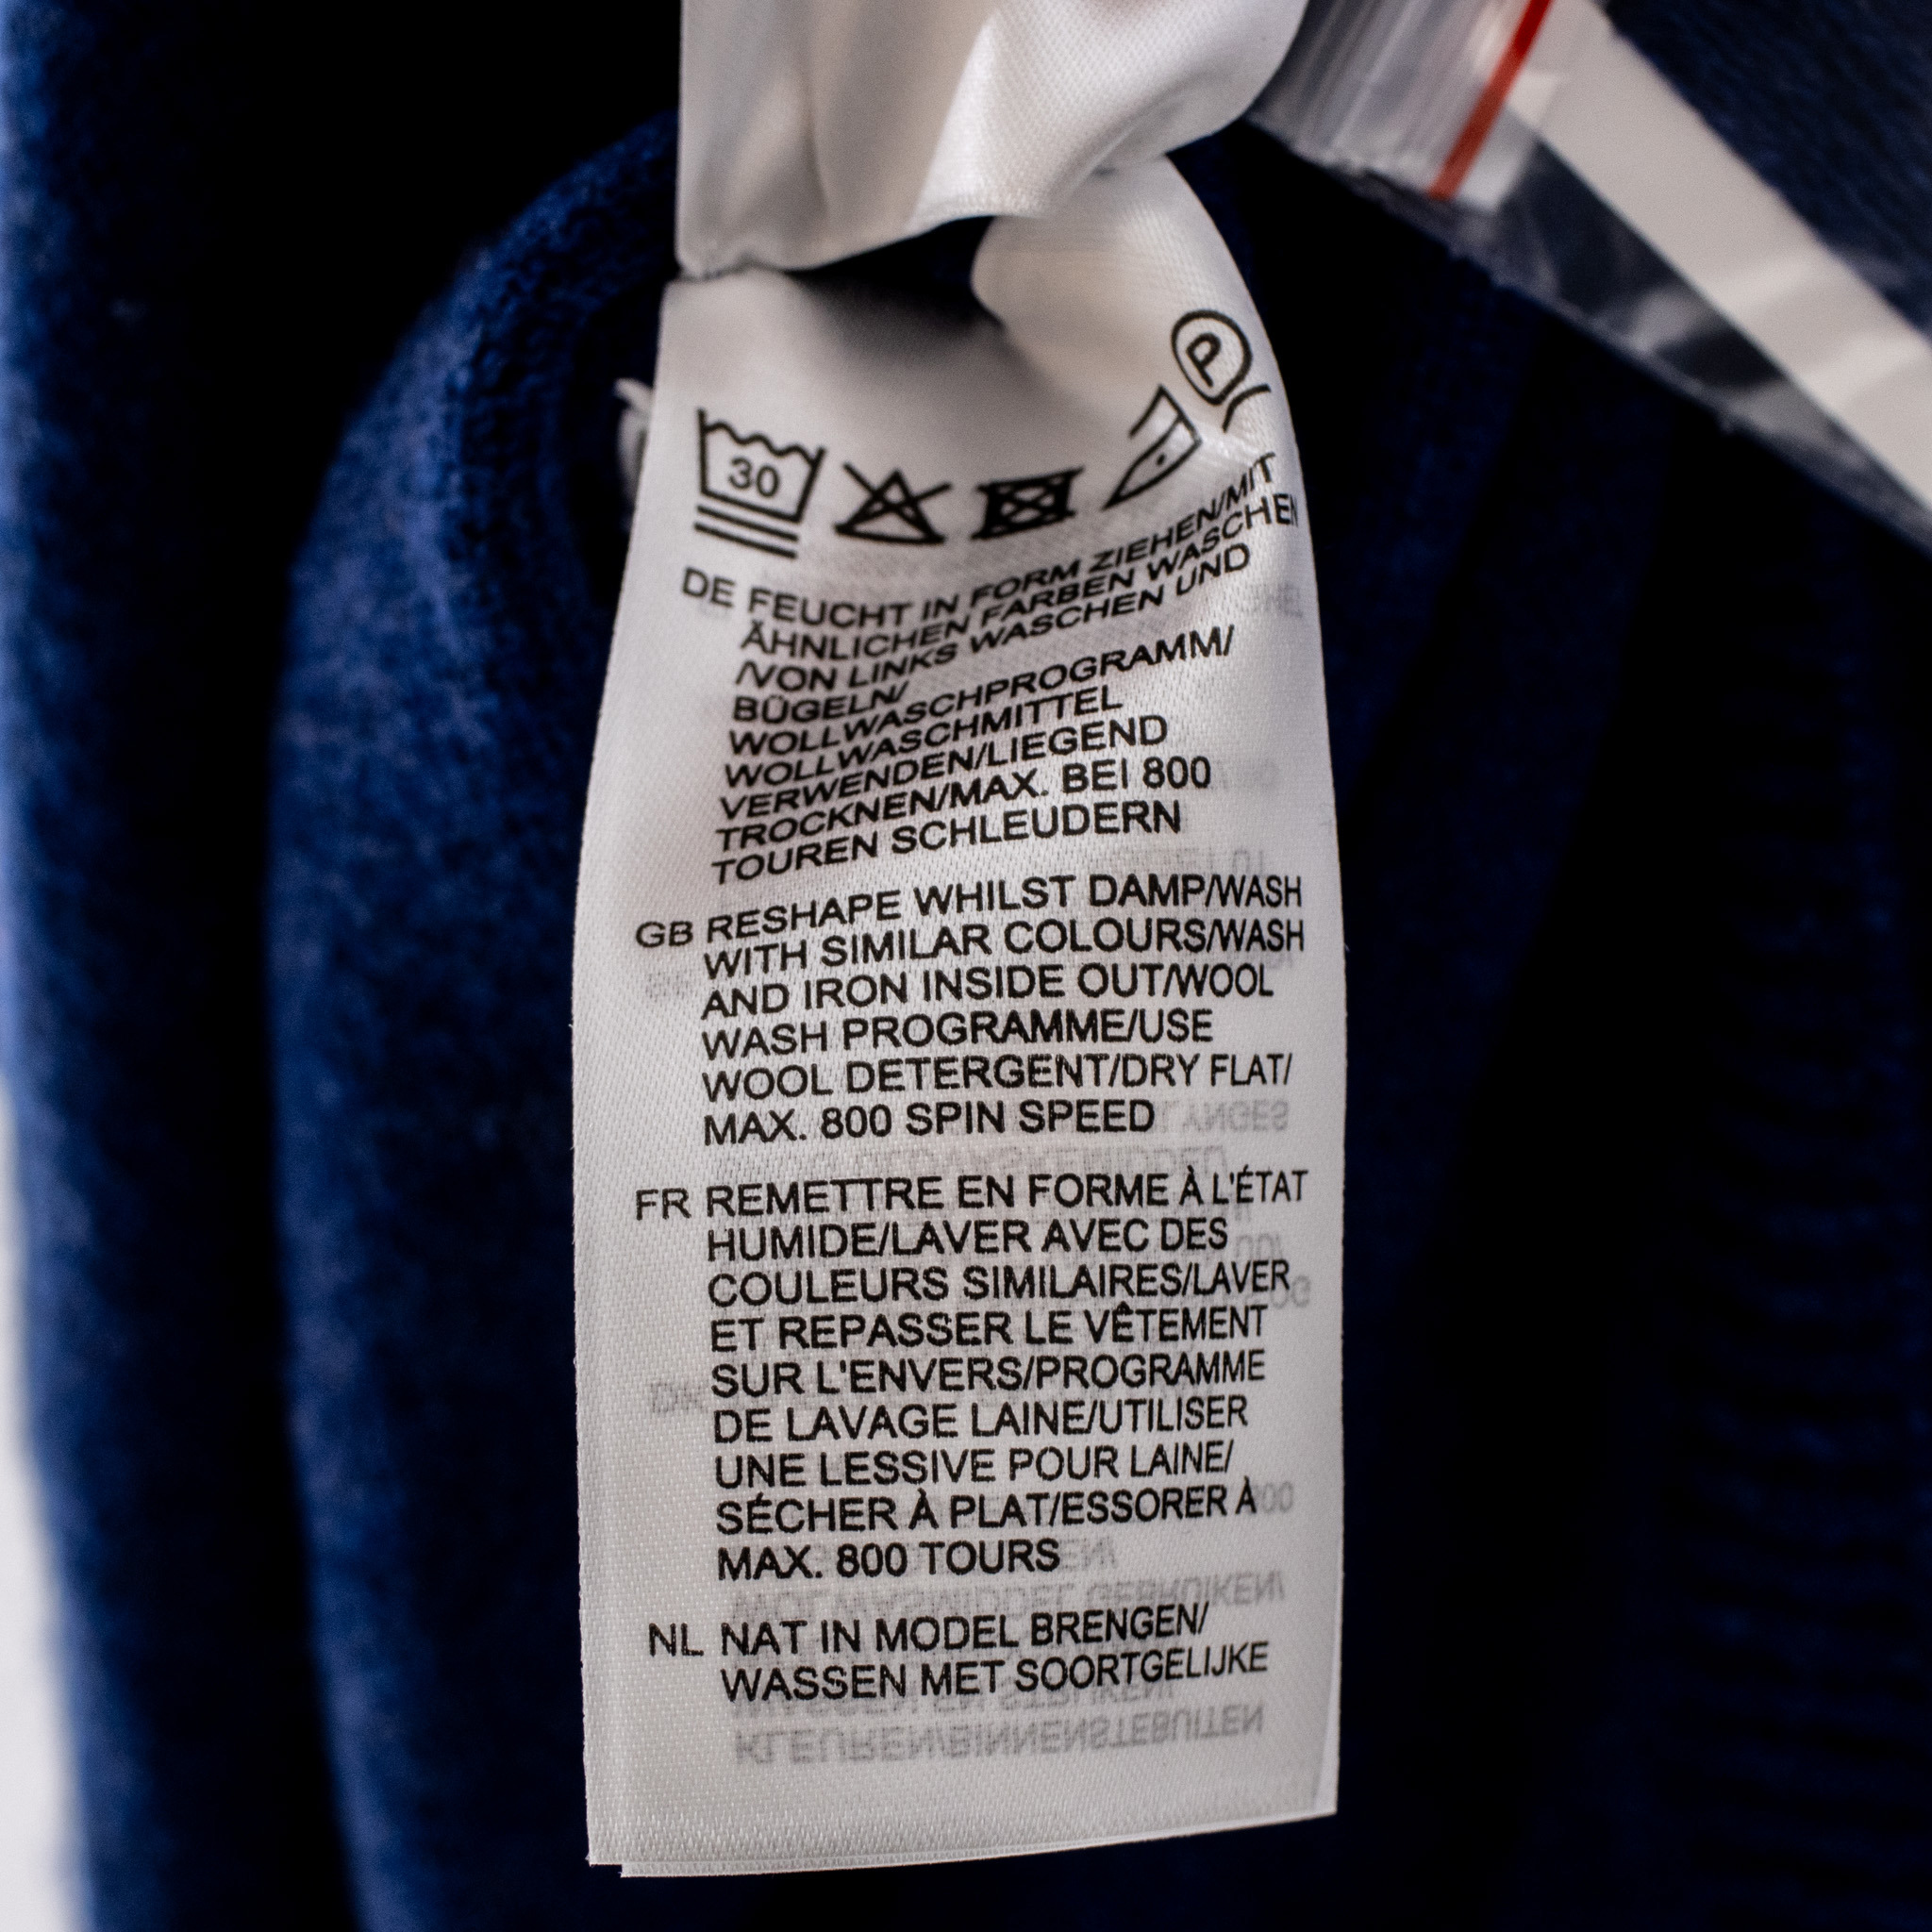 30
P
DE FEUCHT IN FORM ZIEHEN/MIT
ÄHNLICHEN FARBEN WASCHEN
/VON LINKS WASCHEN UND
BÜGELN/
WOLLWASCHPROGRAMM/
WOLLWASCHMITTEL
VERWENDEN/LIEGEND
TROCKNEN/MAX. BEI 800
TOUREN SCHLEUDERN
GB RESHAPE WHILST DAMP/WASH
WITH SIMILAR COLOURS/WASH
AND IRON INSIDE OUT/WOOL
WASH PROGRAMME/USE
WOOL DETERGENT/DRY FLAT/
MAX. 800 SPIN SPEED
FR REMETTRE EN FORME À L'ÉTAT
HUMIDE/LAVER AVEC DES
COULEURS SIMILAIRES/LAVER
ET REPASSER LE VÊTEMENT
SUR L'ENVERS/PROGRAMME
DE LAVAGE LAINE/UTILISER
UNE LESSIVE POUR LAINE/
SÉCHER À PLAT/ESSORER À
MAX. 800 TOURS
NL NAT IN MODEL BRENGEN/
WASSEN MET SOORTGELIJKE
KLEUREN/BINNENSTEBUITEN